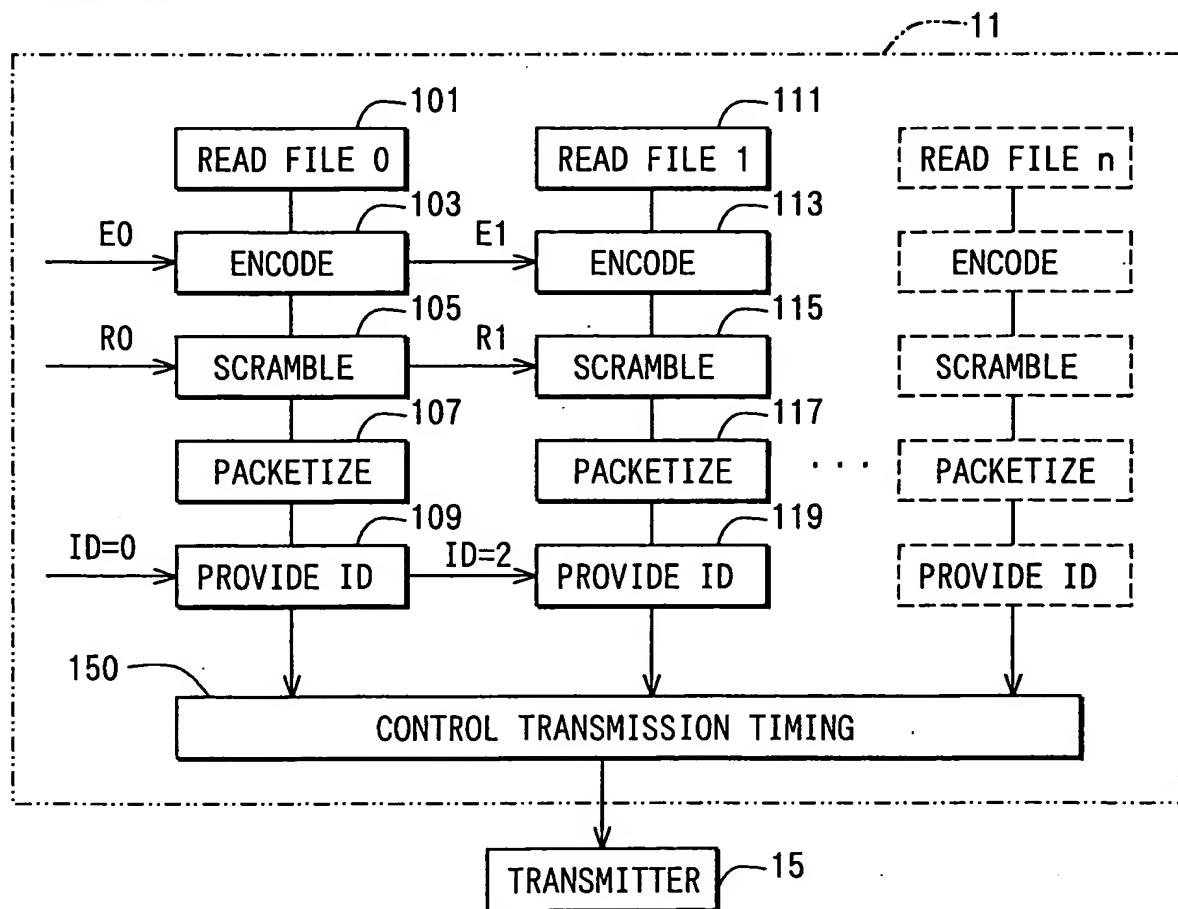 11
101 111
READ FILE 0 READ FILE 1 READ FILE n
103 113
E0 ENCODE E1 ENCODE ENCODE
105 115
R0 SCRAMBLE R1 SCRAMBLE SCRAMBLE
107 117
PACKETIZE PACKETIZE ... PACKETIZE
109 119
ID=0 PROVIDE ID ID=2 PROVIDE ID PROVIDE ID
150
CONTROL TRANSMISSION TIMING
TRANSMITTER 15